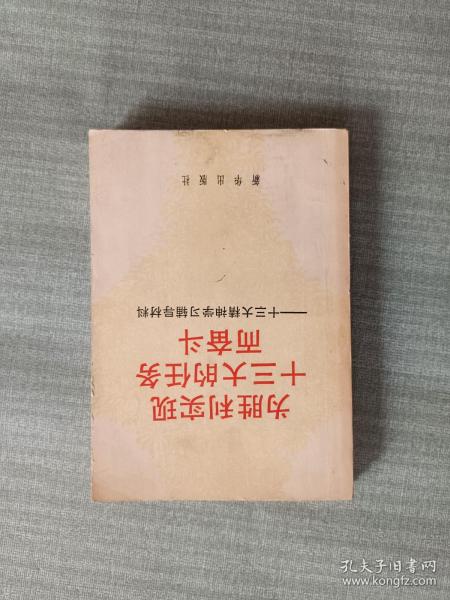 为胜利实现
十三大的任务
而奋斗
——十三大精神学习辅导材料
新华出版社
孔夫子旧书网
www.kongfz.com